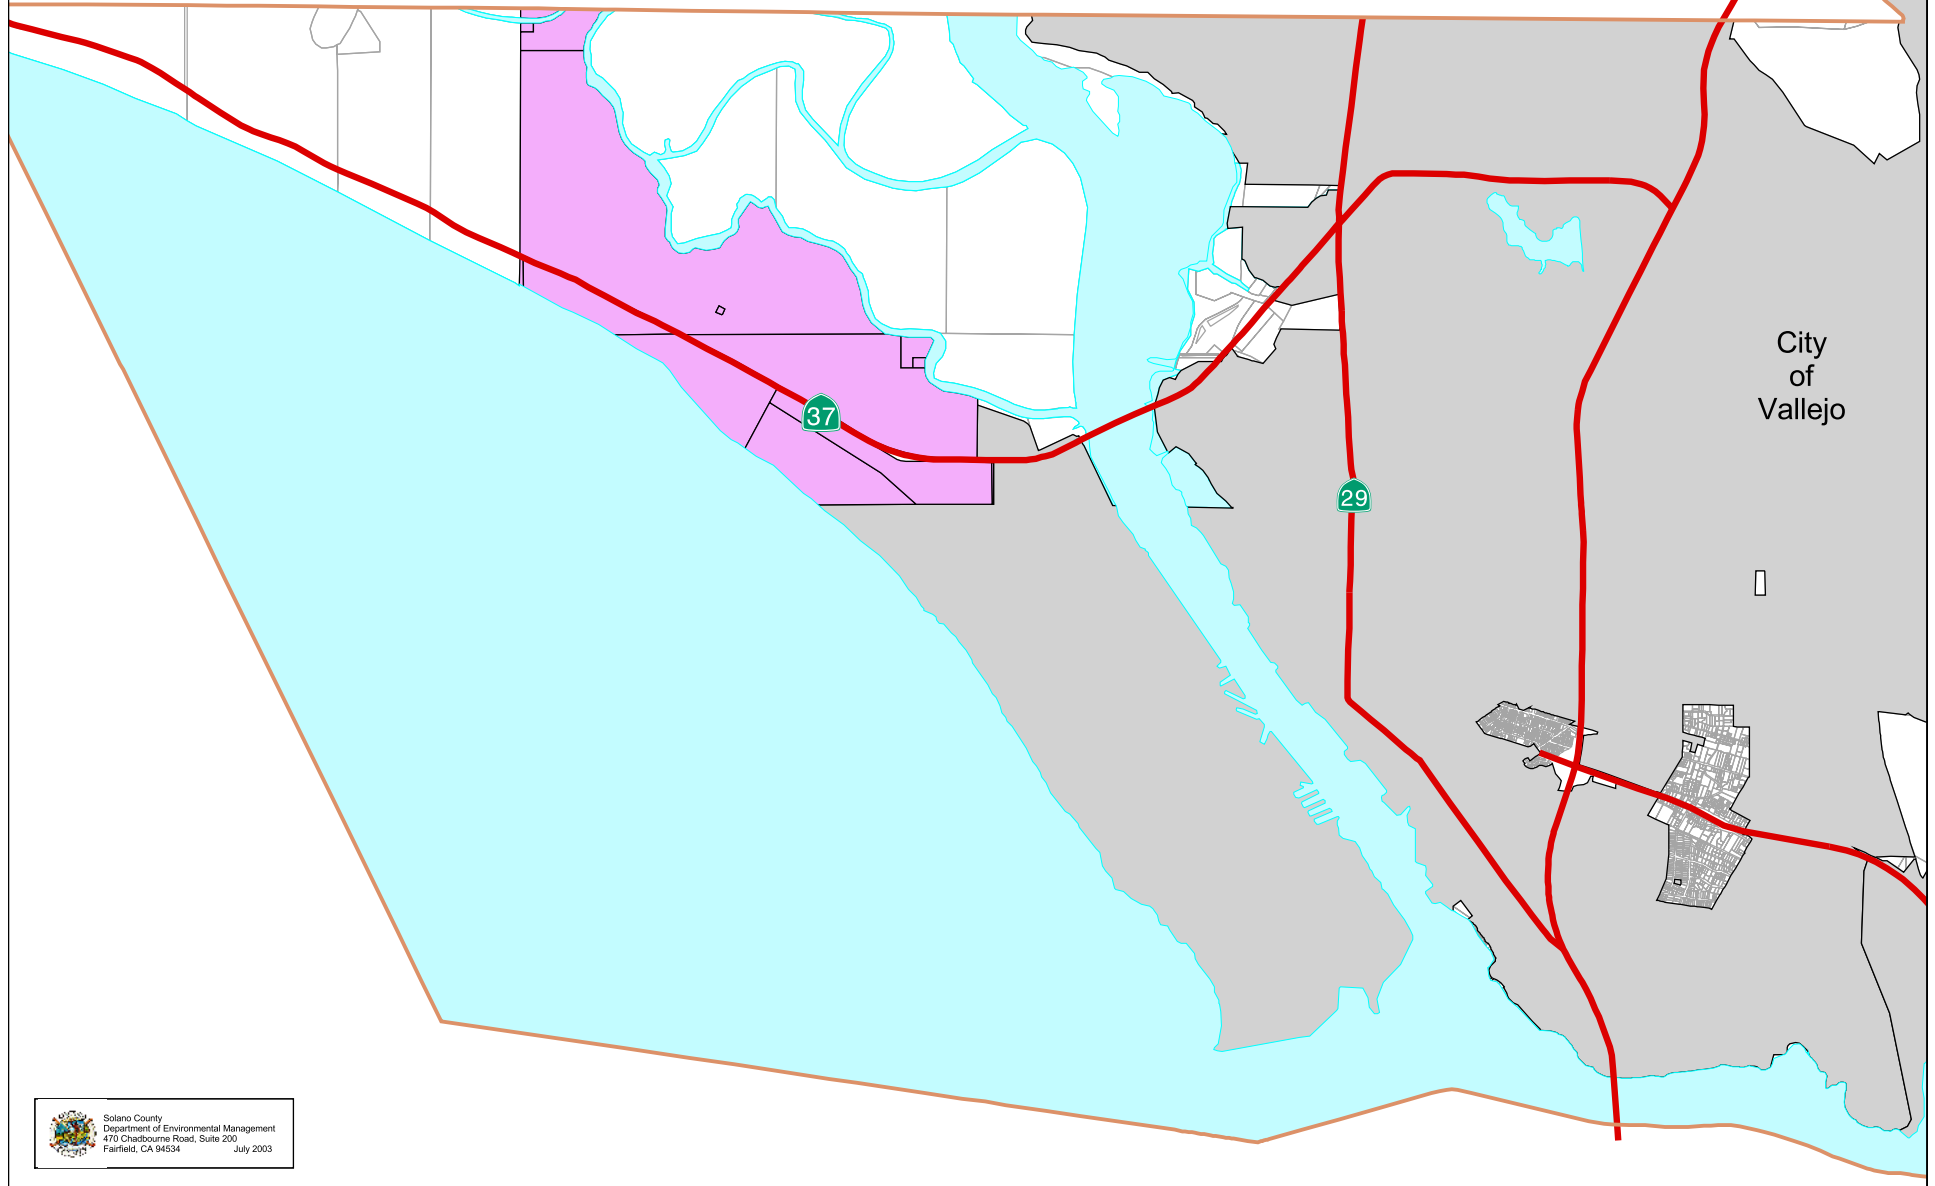 City
of
Vallejo
37
29
Solano County
Department of Environmental Management
470 Chadbourne Road, Suite 200
Fairfield, CA 94534 July 2003